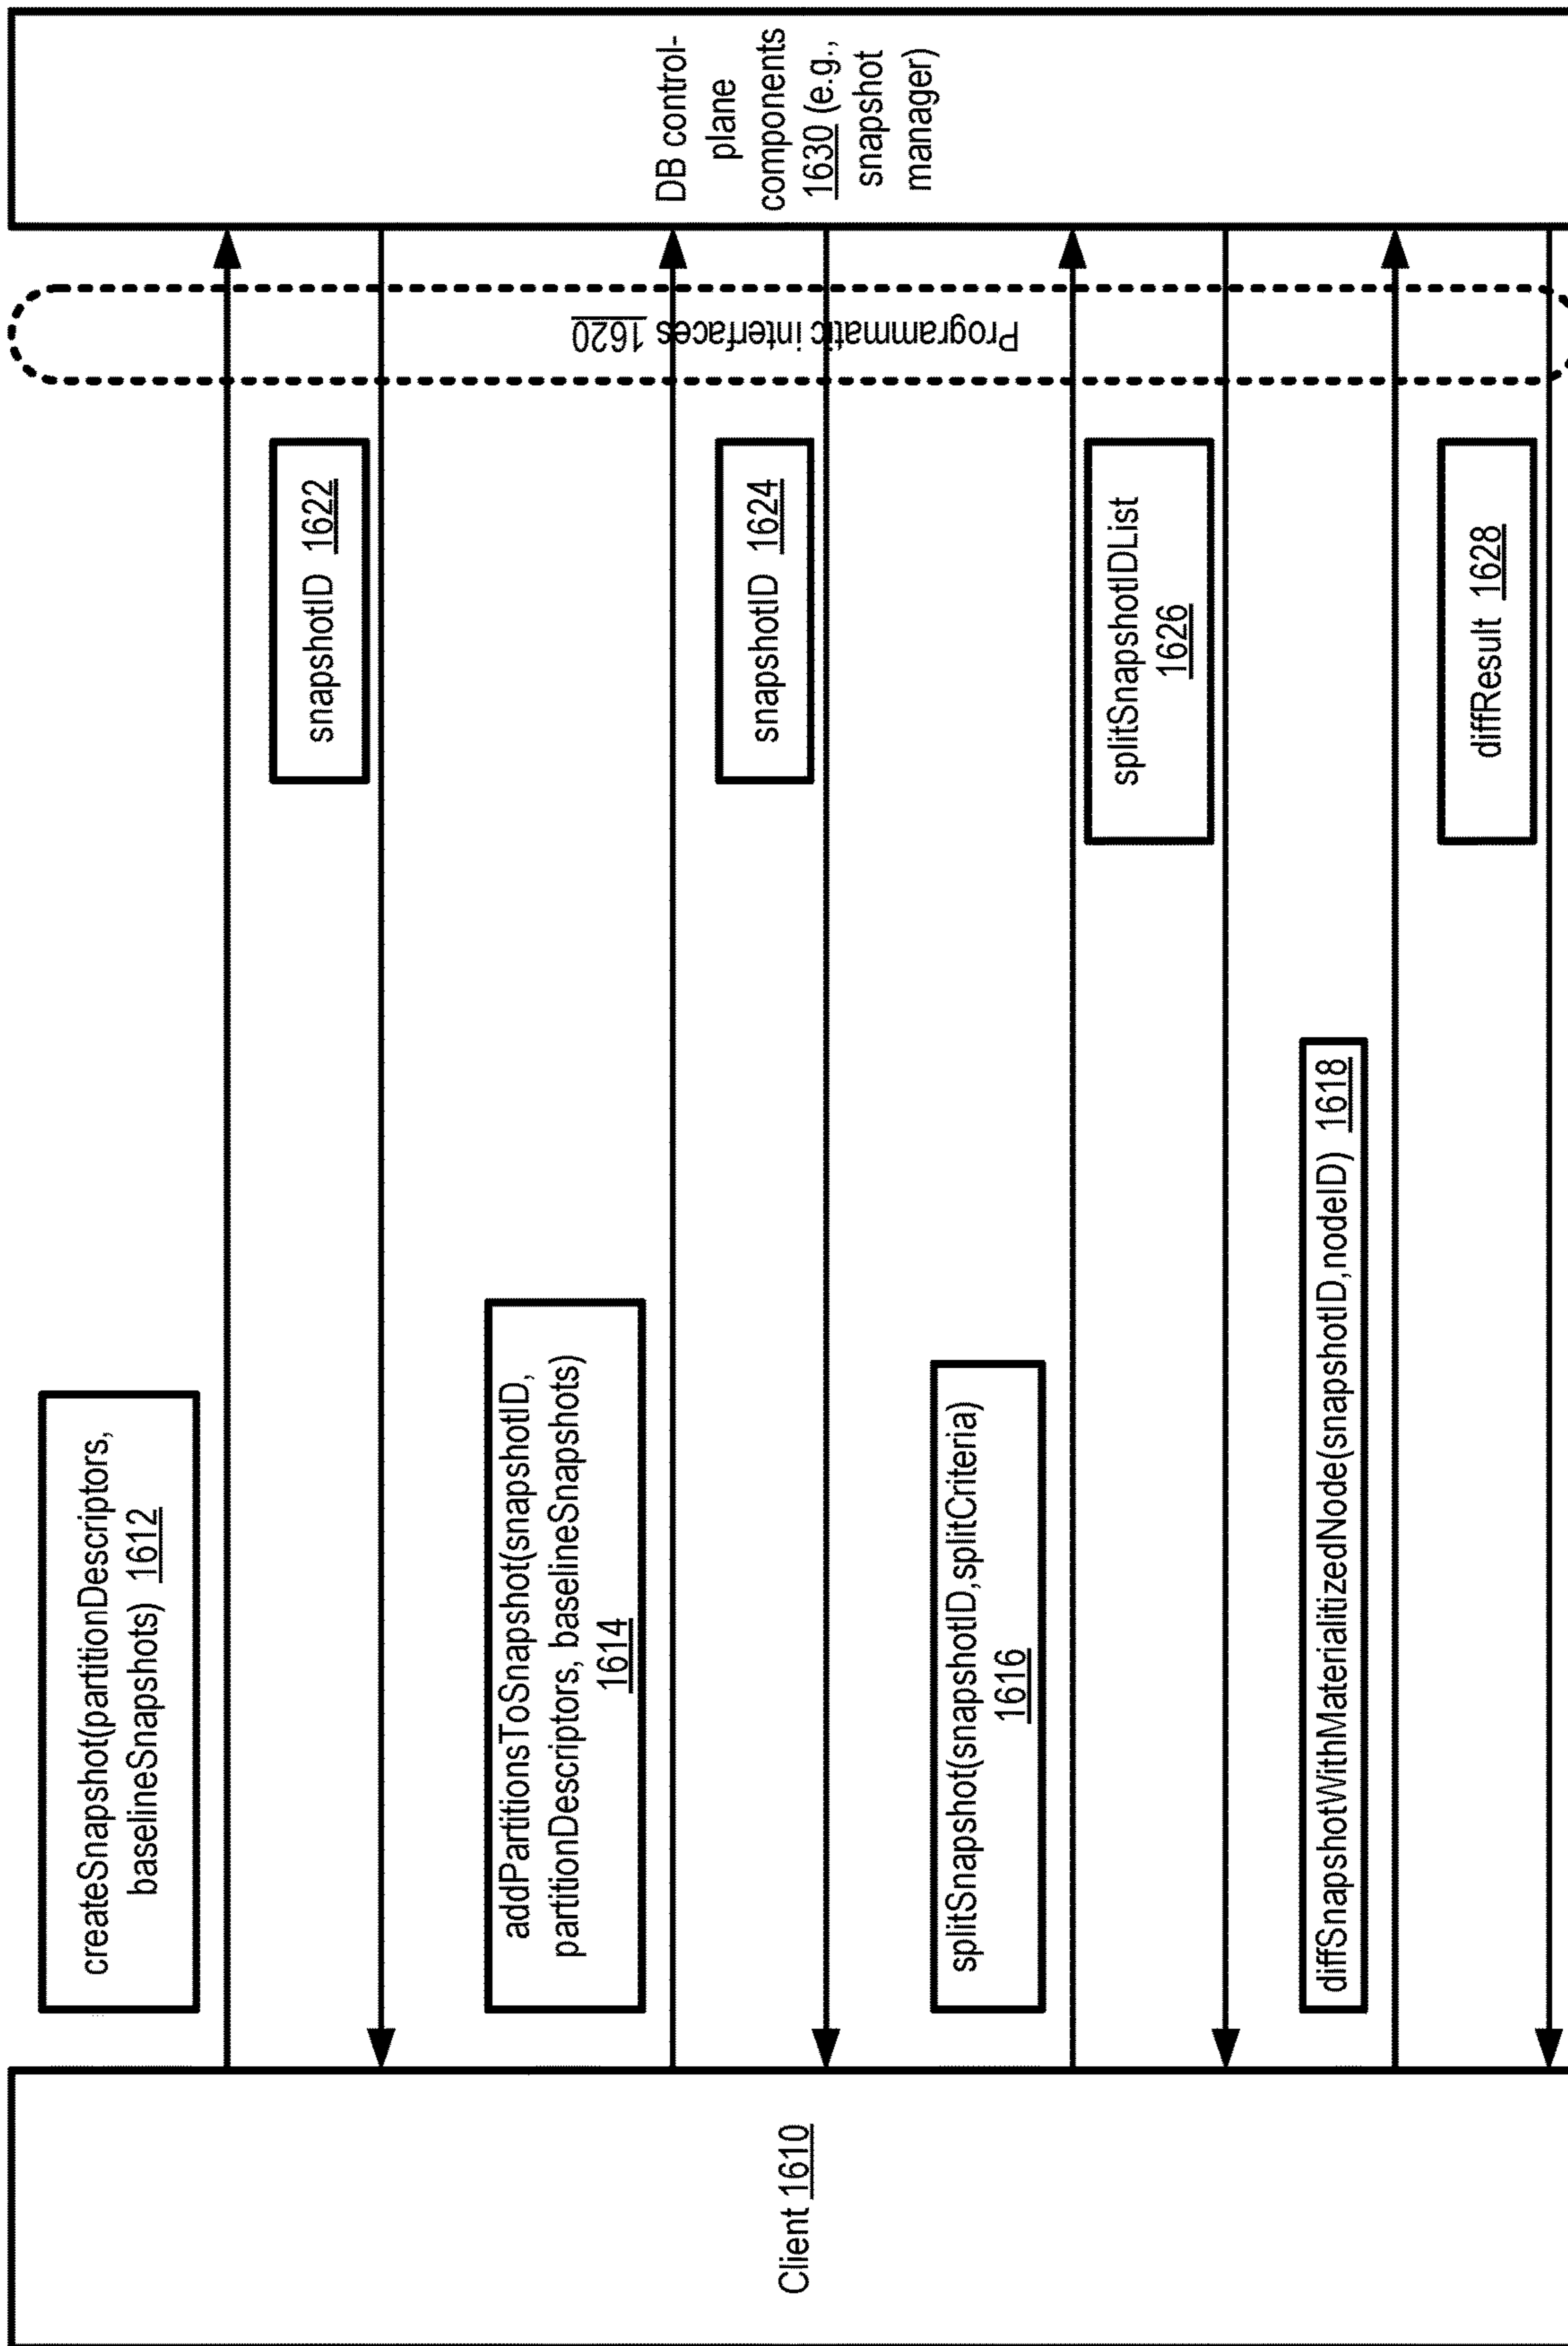 Client 1610
createSnapshot(partitionDescriptors,
baselineSnapshots) 1612
snapshotID 1622
addPartitionsToSnapshot(snapshotID,
partitionDescriptors, baselineSnapshots)
1614
snapshotID 1624
splitSnapshot(snapshotID,splitCriteria)
1616
splitSnapshotIDList
1626
diffSnapshotWithMaterialitizedNode(snapshotID,nodeID) 1618
diffResult 1628
Programmatic interfaces 1620
DB control-
plane
components
1630 (e.g.,
snapshot
manager)